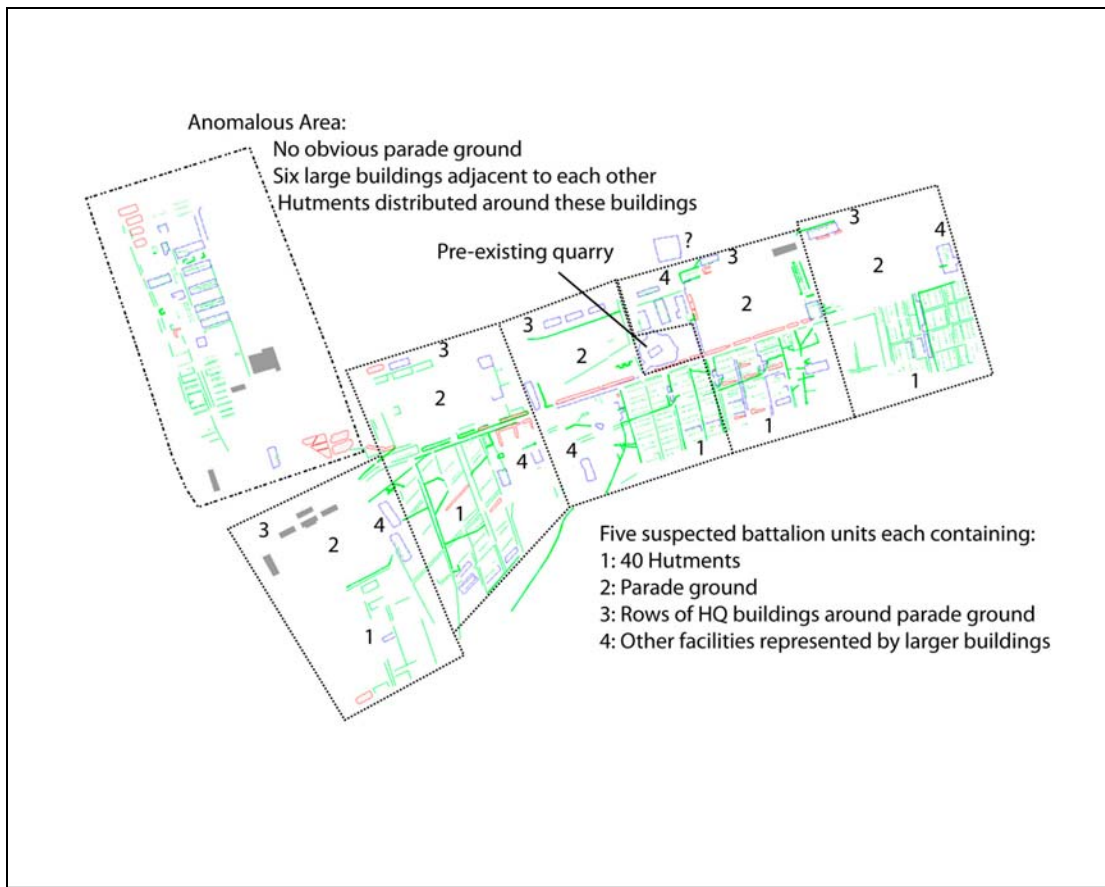 Anomalous Area:
No obvious parade ground
Six large buildings adjacent to each other
Hutments distributed around these buildings
Pre-existing quarry
?
3
4
4
3
2
2
3
2
3
2
1
1
1
4
4
1
3
2
4
1
Five suspected battalion units each containing:
1: 40 Hutments
2: Parade ground
3: Rows of HQ buildings around parade ground
4: Other facilities represented by larger buildings